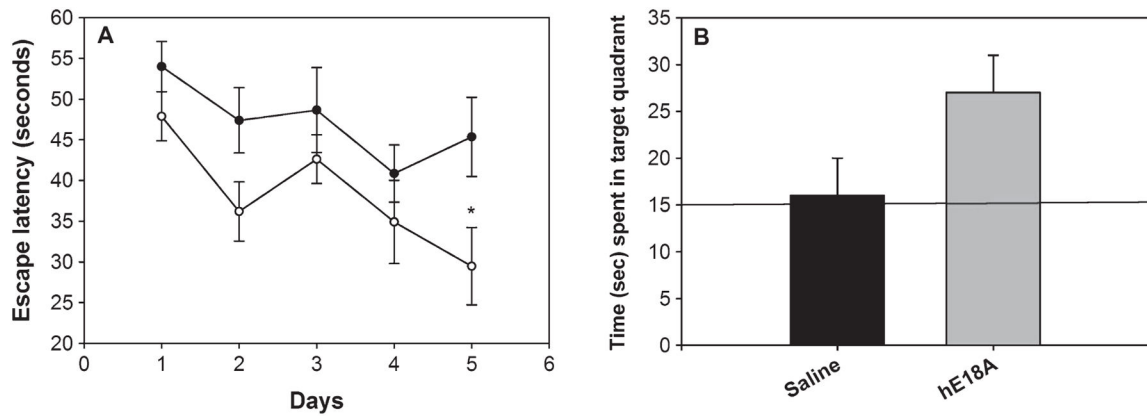 A
Escape latency (seconds)
60
55
50
45
40
35
30
25
20
*
0 1 2 3 4 5 6
Days
B
Time (sec) spent in target quadrant
35
30
25
20
15
10
5
0
Saline
hE18A